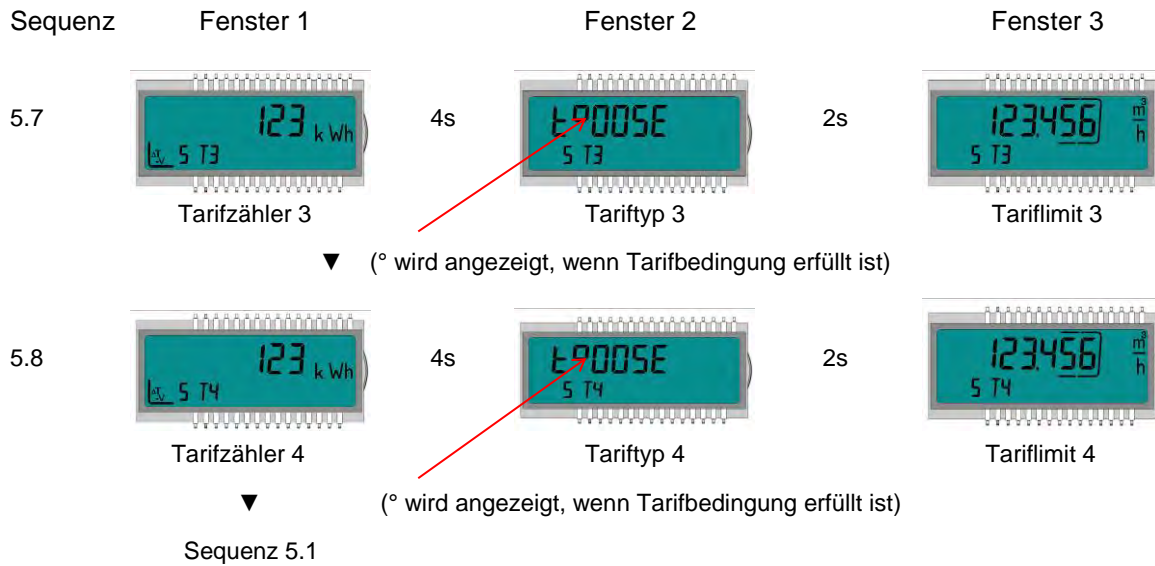 Sequenz Fenster 1 Fenster 2 Fenster 3
5.7 123 kWh 4s t°00SE 2s 123.456 m³/h
5 T3 5 T3 5 T3
Tarifzähler 3 Tariftyp 3 Tariflimit 3
▼ (° wird angezeigt, wenn Tarifbedingung erfüllt ist)
5.8 123 kWh 4s t°00SE 2s 123.456 m³/h
5 T4 5 T4 5 T4
Tarifzähler 4 Tariftyp 4 Tariflimit 4
▼ (° wird angezeigt, wenn Tarifbedingung erfüllt ist)
Sequenz 5.1